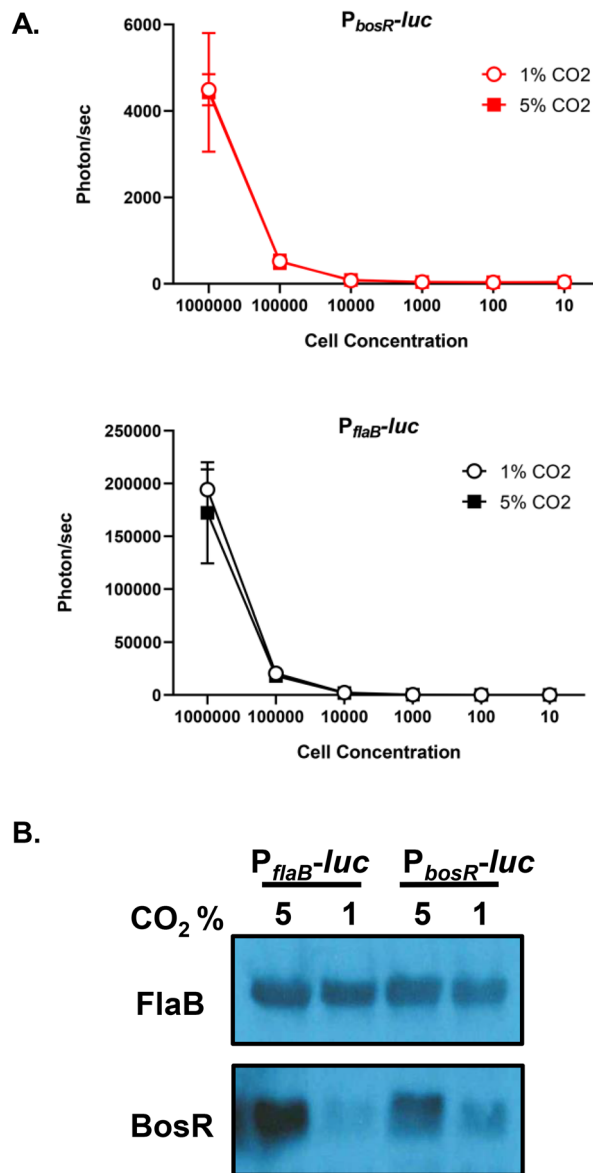 A.
PbosR-luc
6000
4000
2000
0
Photon/sec
1% CO2
5% CO2
1000000 100000 10000 1000 100 10
Cell Concentration
PflaB-luc
250000
200000
150000
100000
50000
0
Photon/sec
1% CO2
5% CO2
1000000 100000 10000 1000 100 10
Cell Concentration
B.
PflaB-luc PbosR-luc
CO2 % 5 1 5 1
FlaB
BosR